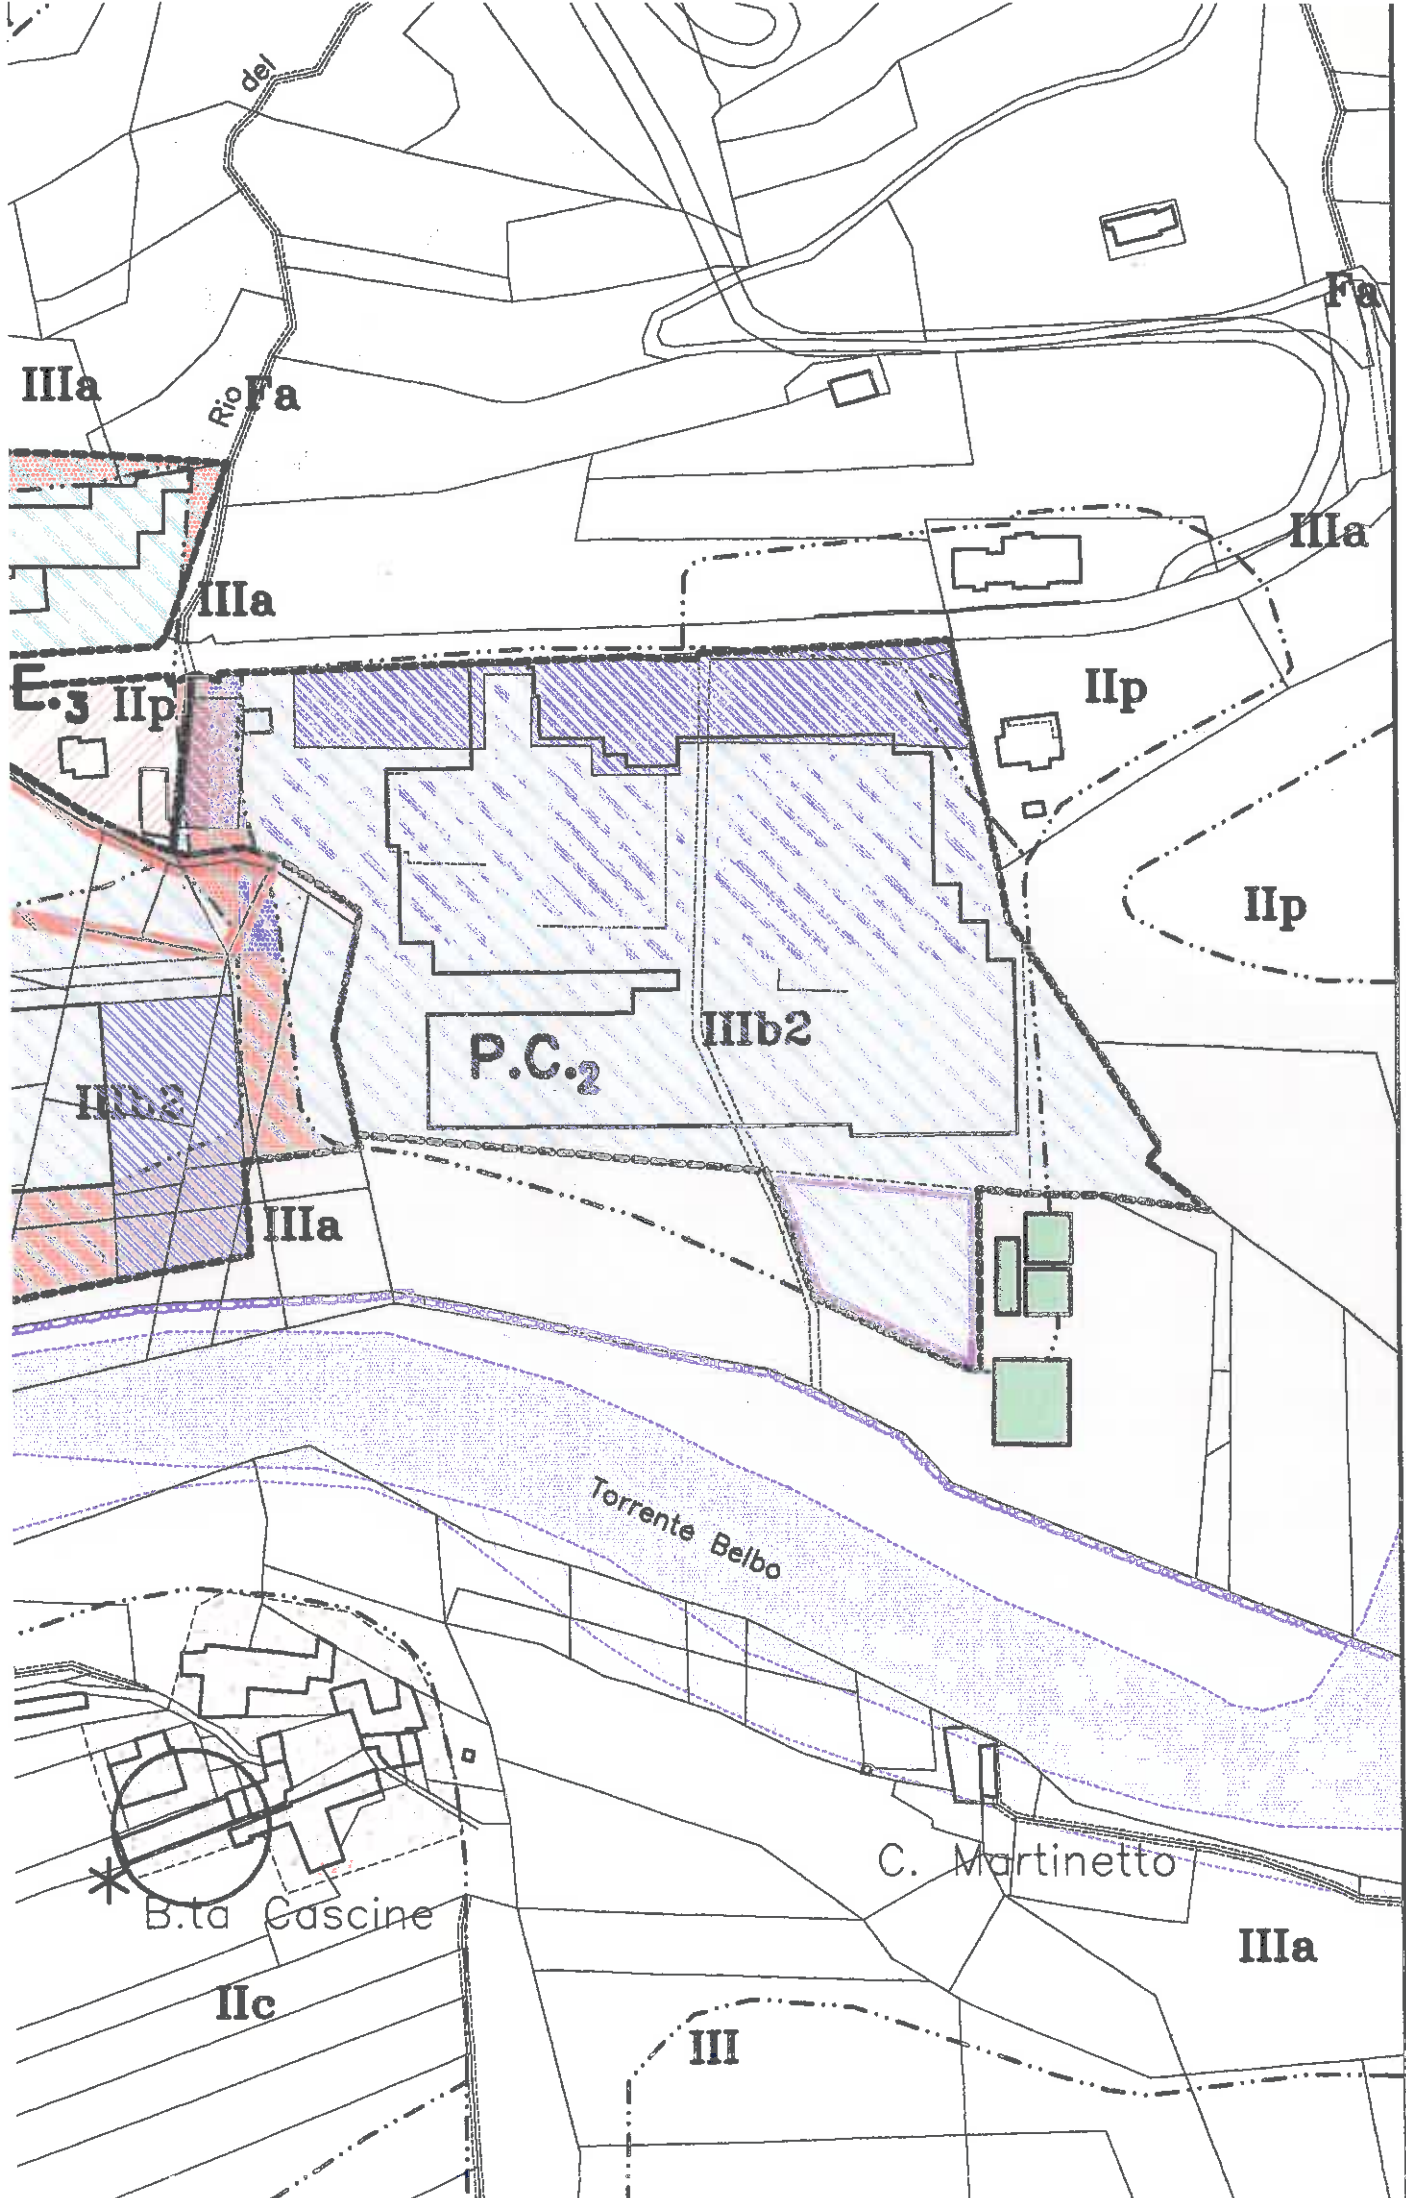 del
Fa
IIIa
Rio
Fa
IIIa
IIIa
E.3
IIp
IIp
IIp
IIIb2
P.C.2
IIIb2
IIIa
Torrente Belbo
C. Martinetto
B.ta Cascine
IIIa
IIc
III